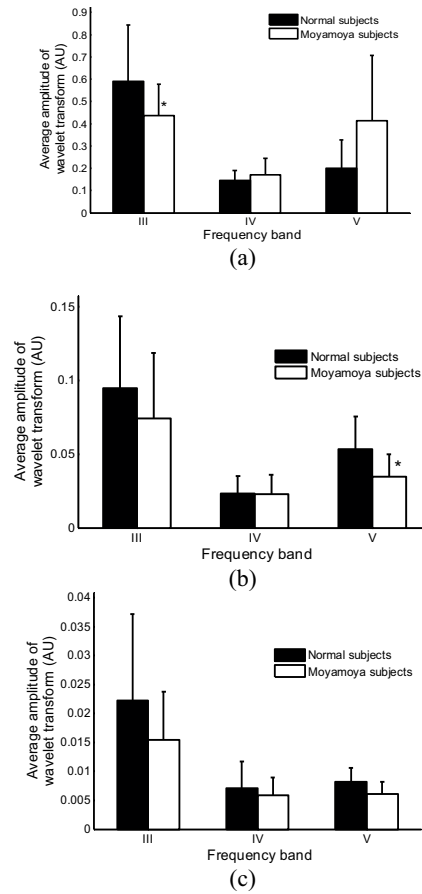 0.9
0.8
0.7
0.6
0.5
0.4
0.3
0.2
0.1
0
Average amplitude of
wavelet transform (AU)
Normal subjects
Moyamoya subjects
*
III IV V
Frequency band
(a)
0.15
0.1
0.05
0
Average amplitude of
wavelet transform (AU)
Normal subjects
Moyamoya subjects
*
III IV V
Frequency band
(b)
0.04
0.035
0.03
0.025
0.02
0.015
0.01
0.005
0
Average amplitude of
wavelet transform (AU)
Normal subjects
Moyamoya subjects
III IV V
Frequency band
(c)